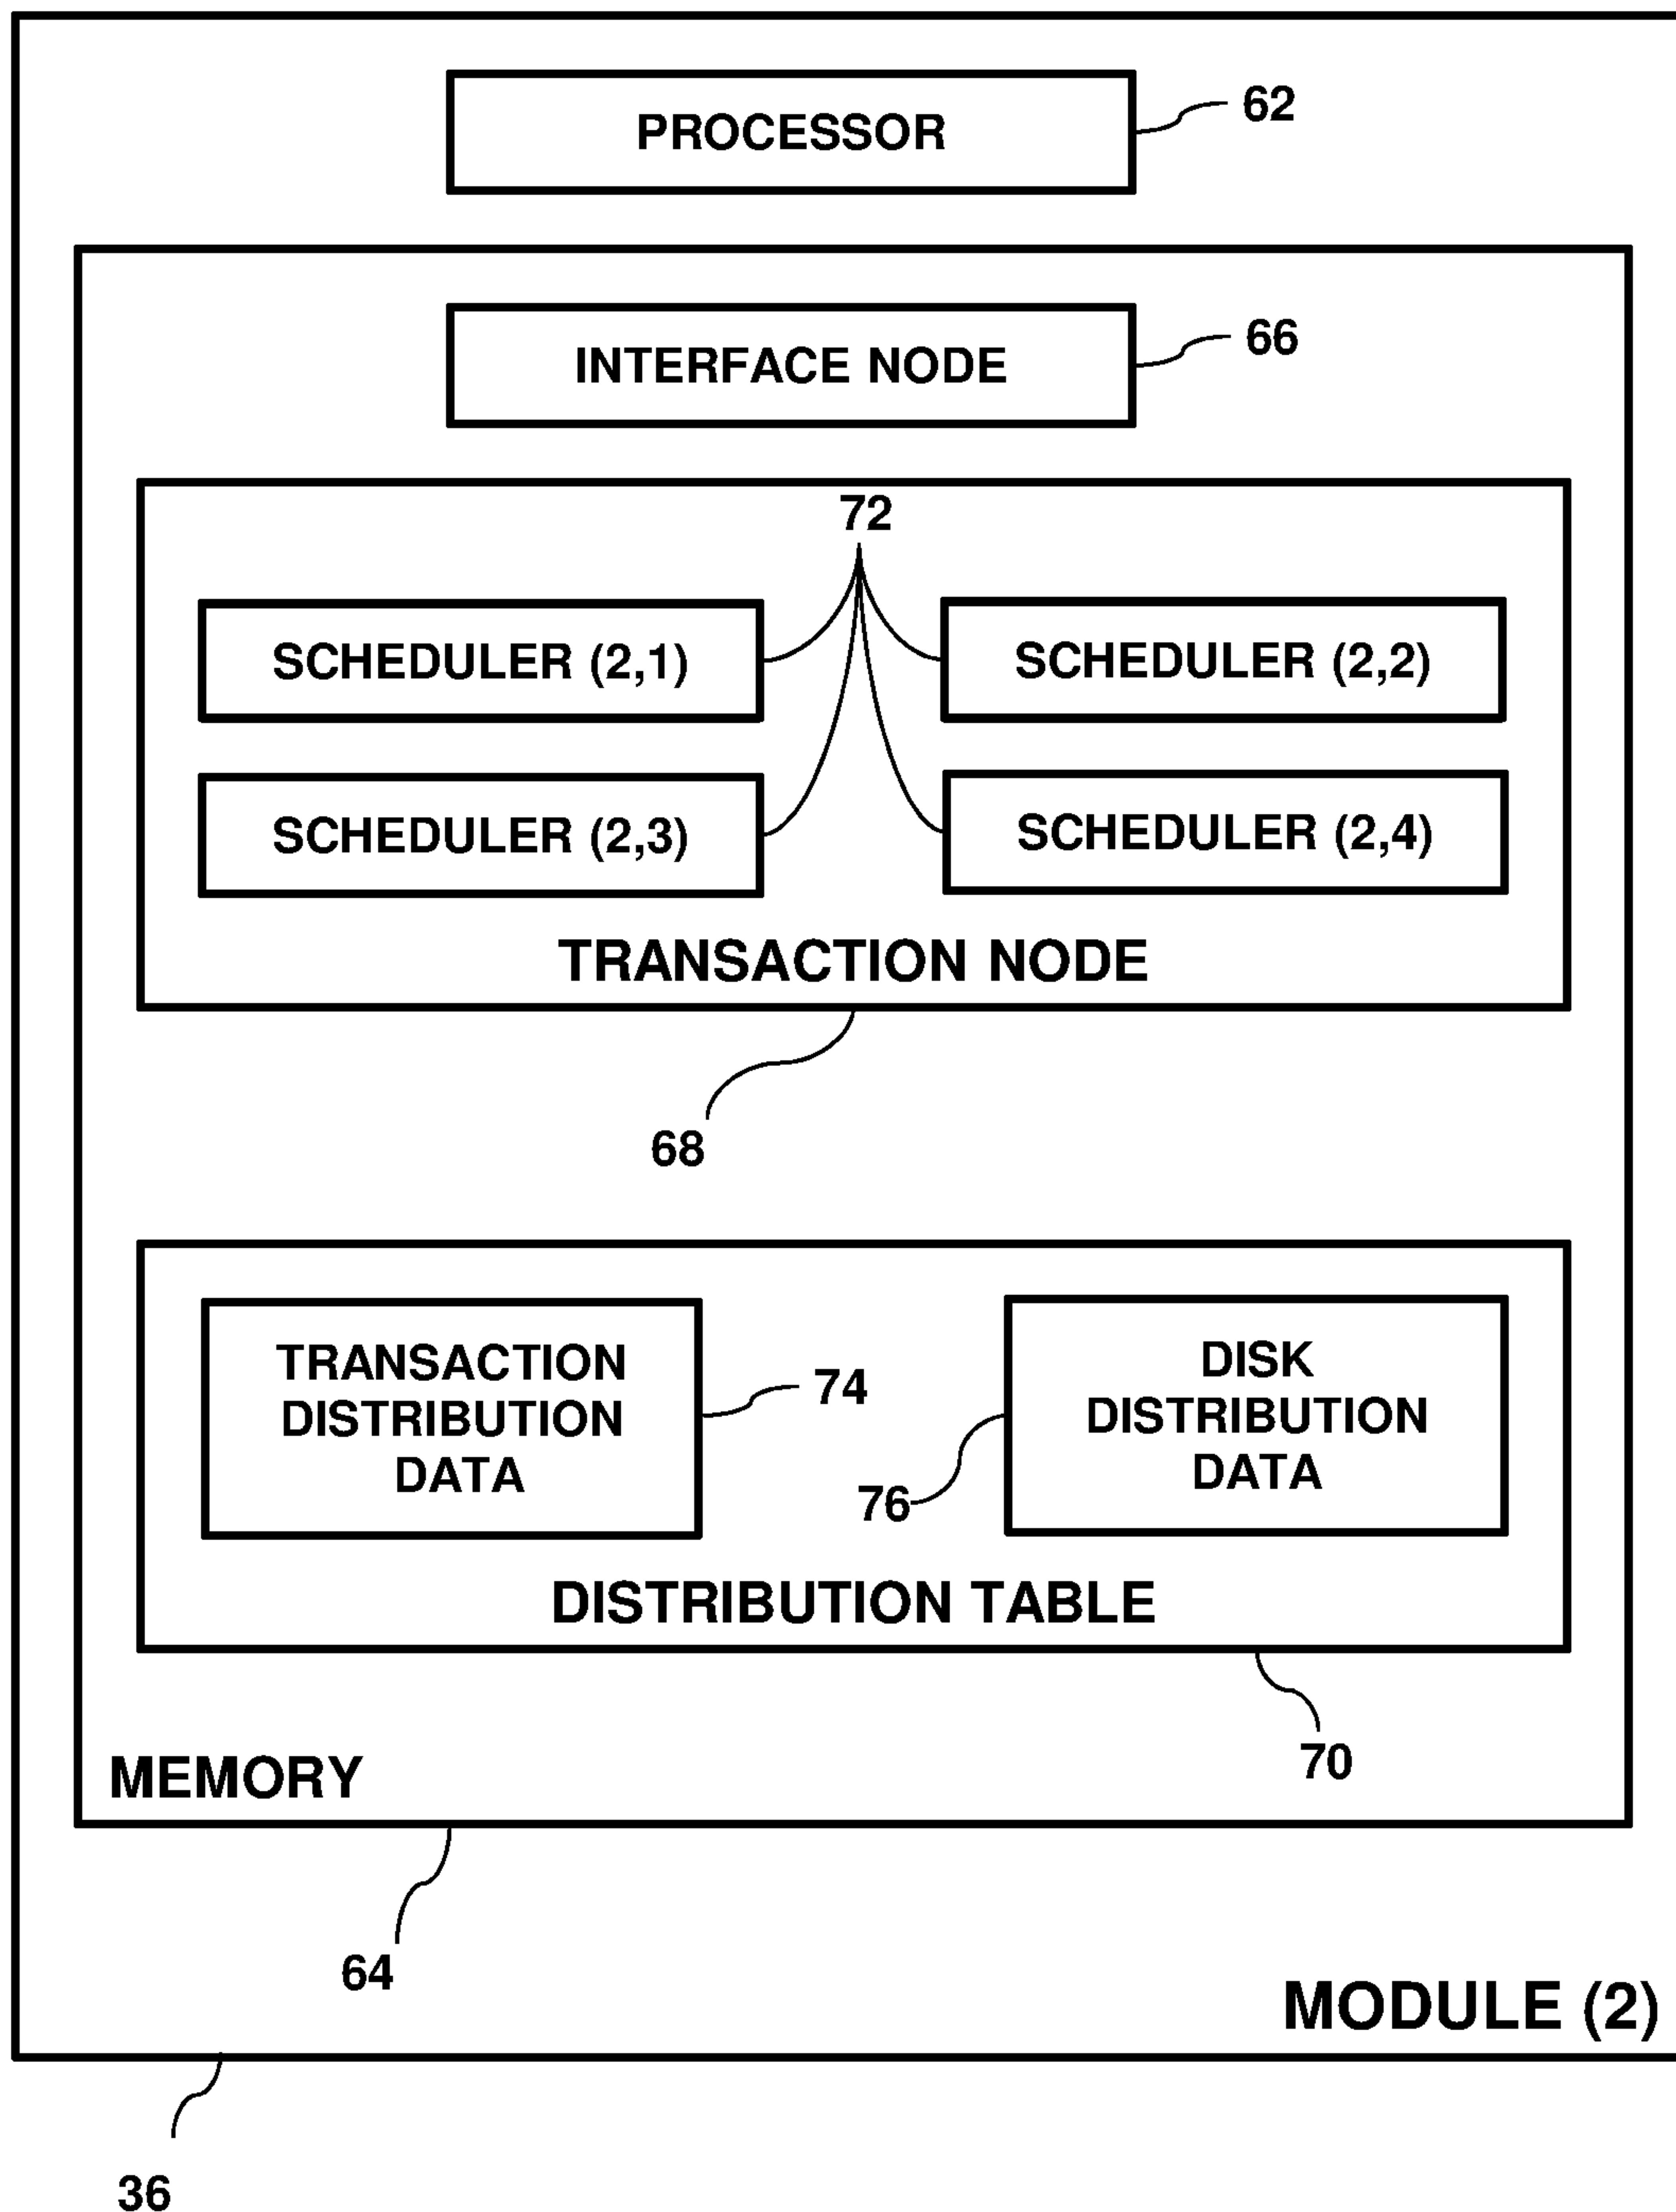 PROCESSOR
62
INTERFACE NODE
66
72
SCHEDULER (2,1)
SCHEDULER (2,2)
SCHEDULER (2,3)
SCHEDULER (2,4)
TRANSACTION NODE
68
TRANSACTION
DISTRIBUTION
DATA
74
DISK
DISTRIBUTION
DATA
76
DISTRIBUTION TABLE
70
MEMORY
64
MODULE (2)
36